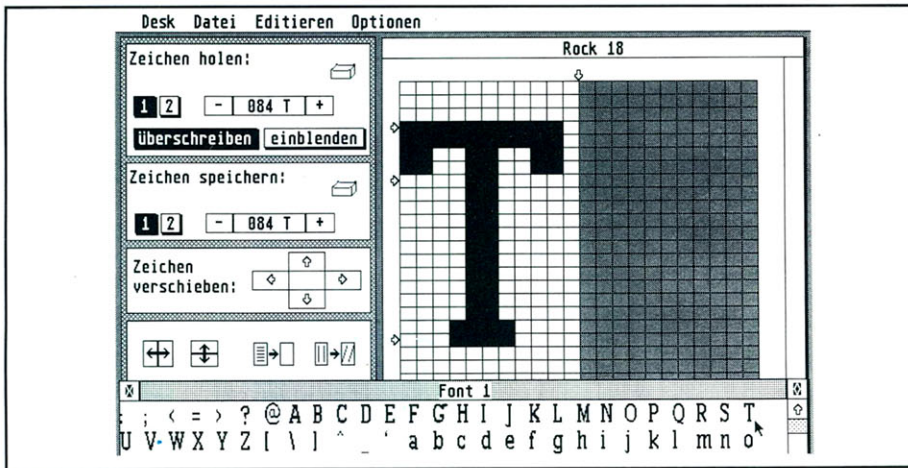 Desk Datei Editieren Optionen
Rock 18
Zeichen holen:
1 2 - 084 T +
überschreiben einblenden
Zeichen speichern:
1 2 - 084 T +
Zeichen
verschieben:
Font 1
: ; < = > ? @ A B C D E F G H I J K L M N O P Q R S T
U V W X Y Z [ \ ] ^ _ ` a b c d e f g h i j k l m n o